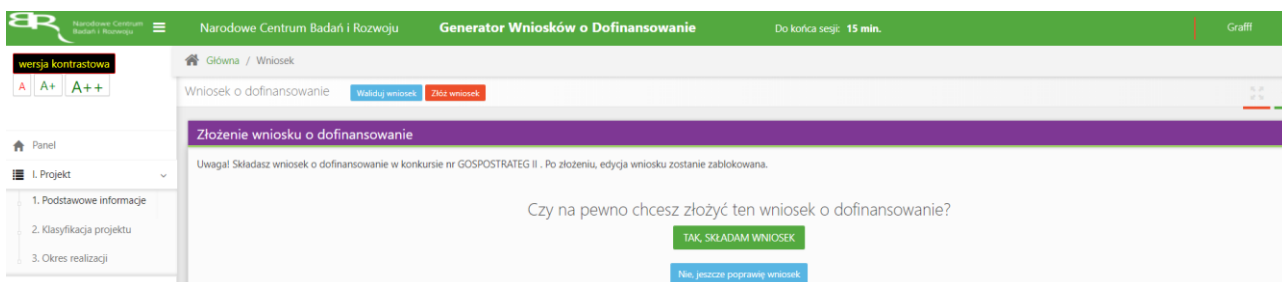 BR Narodowe Centrum Badań i Rozwoju
Narodowe Centrum Badań i Rozwoju Generator Wniosków o Dofinansowanie Do końca sesji: 15 min. Grafff
wersja kontrastowa
A A+ A++
Główna / Wniosek
Wniosek o dofinansowanie Waliduj wniosek Złóż wniosek
Panel
I. Projekt
1. Podstawowe informacje
2. Klasyfikacja projektu
3. Okres realizacji
Złożenie wniosku o dofinansowanie
Uwaga! Składasz wniosek o dofinansowanie w konkursie nr GOSPOSTRATEG II . Po złożeniu, edycja wniosku zostanie zablokowana.
Czy na pewno chcesz złożyć ten wniosek o dofinansowanie?
TAK, SKŁADAM WNIOSEK
Nie, jeszcze poprawię wniosek